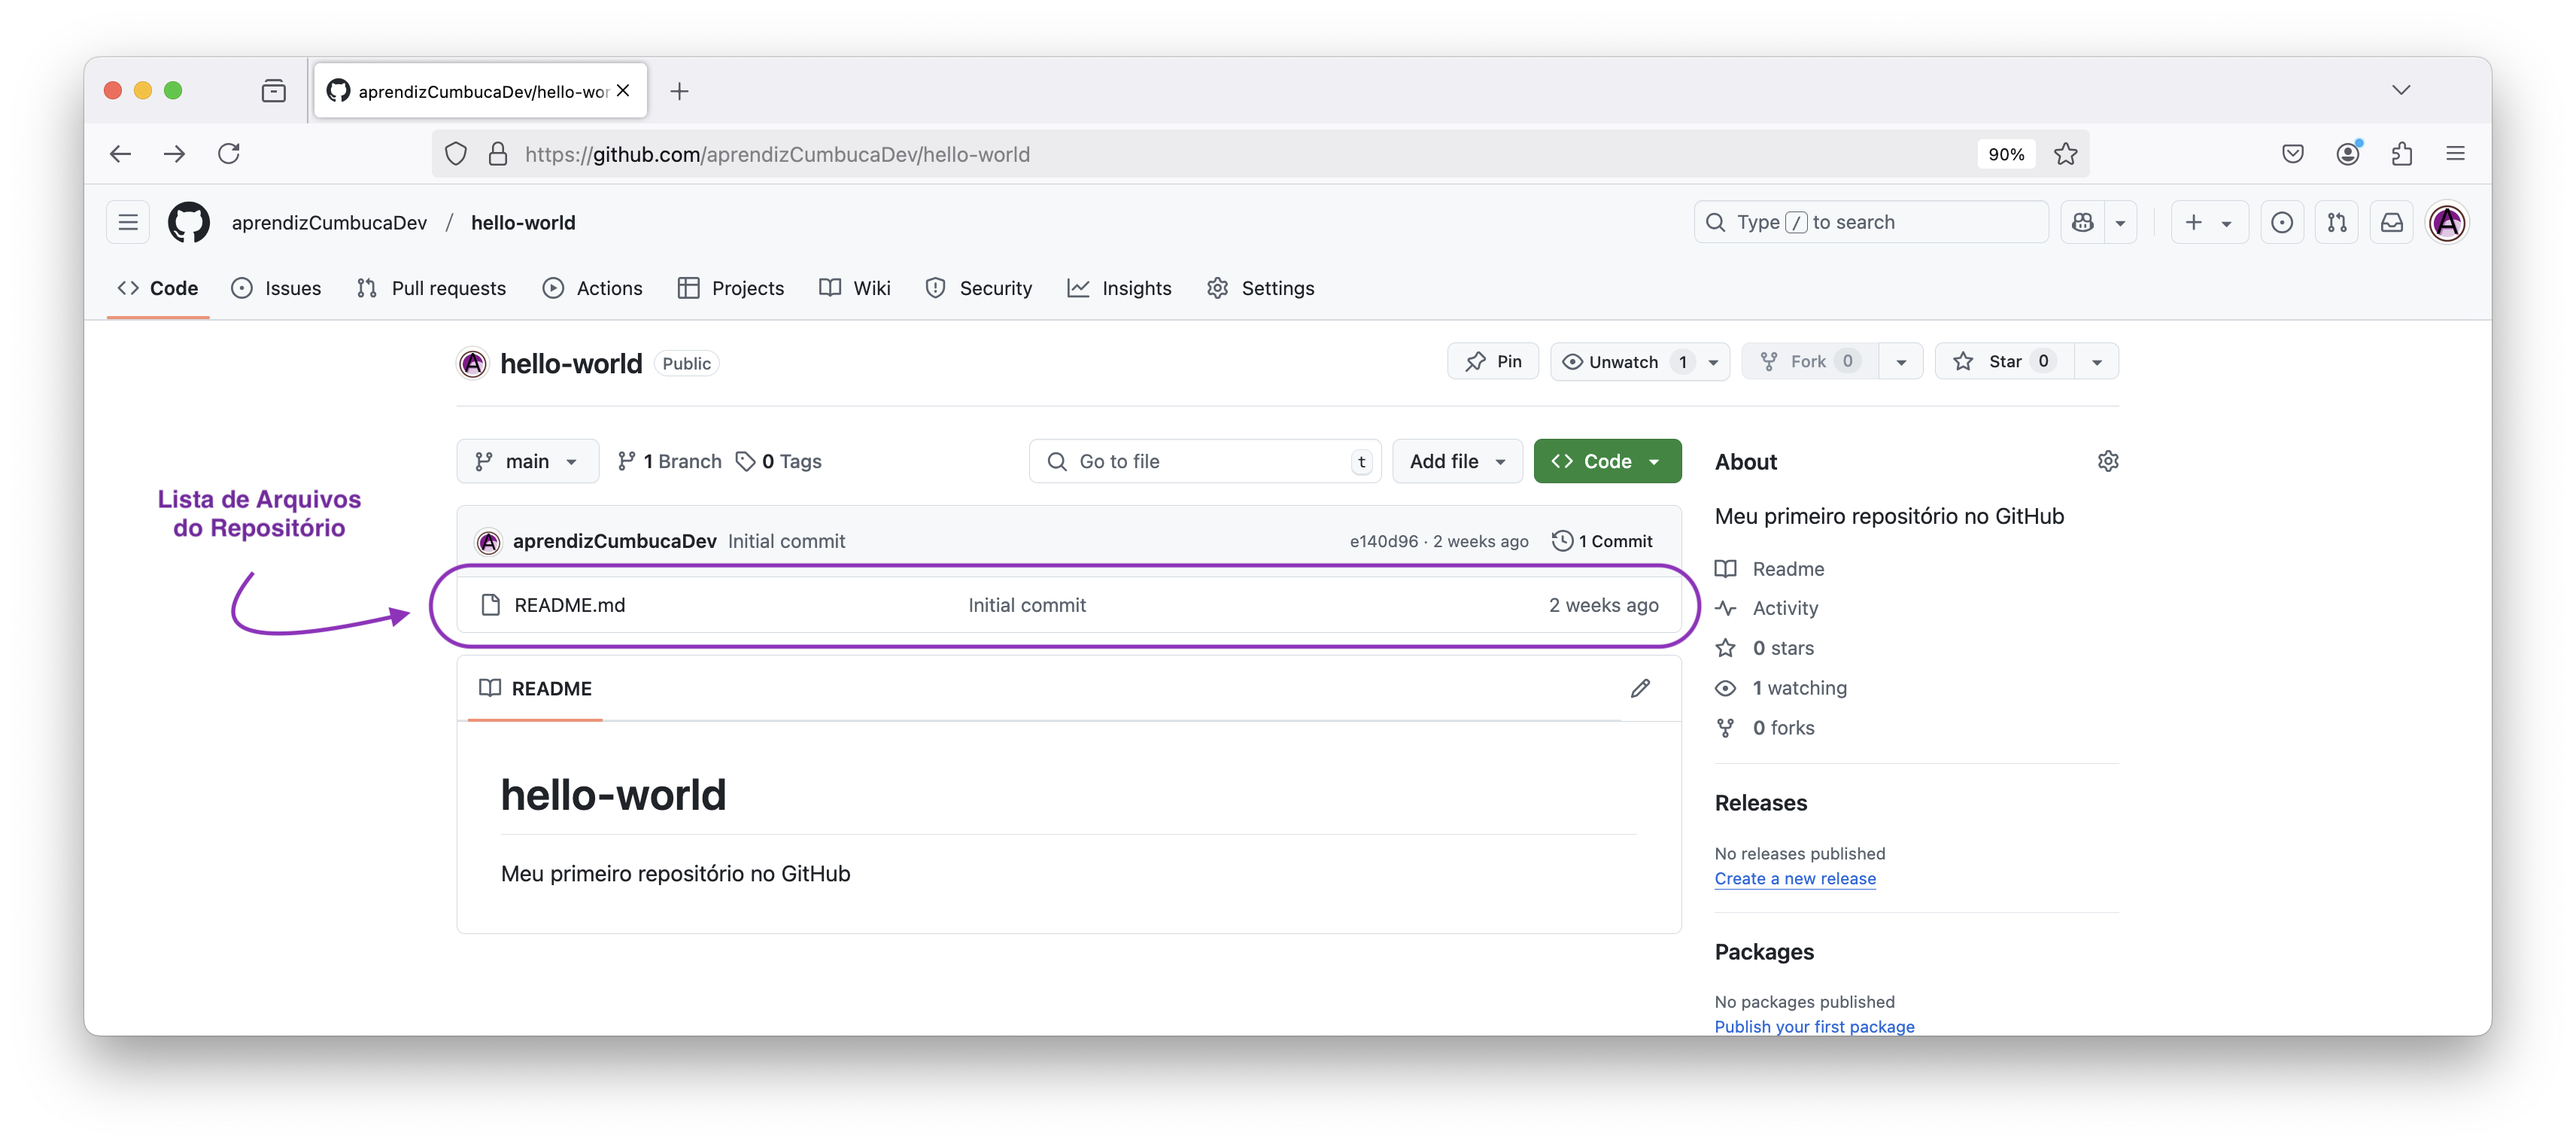 aprendizCumbucaDev/hello-wor
https://github.com/aprendizCumbucaDev/hello-world
90%
aprendizCumbucaDev / hello-world
Type / to search
Code Issues Pull requests Actions Projects Wiki Security Insights Settings
hello-world Public
Pin Unwatch 1 Fork 0 Star 0
main 1 Branch 0 Tags Go to file t Add file Code
Lista de Arquivos
do Repositório
aprendizCumbucaDev Initial commit e140d96 · 2 weeks ago 1 Commit
README.md Initial commit 2 weeks ago
README
hello-world
Meu primeiro repositório no GitHub
About
Meu primeiro repositório no GitHub
Readme
Activity
0 stars
1 watching
0 forks
Releases
No releases published
Create a new release
Packages
No packages published
Publish your first package